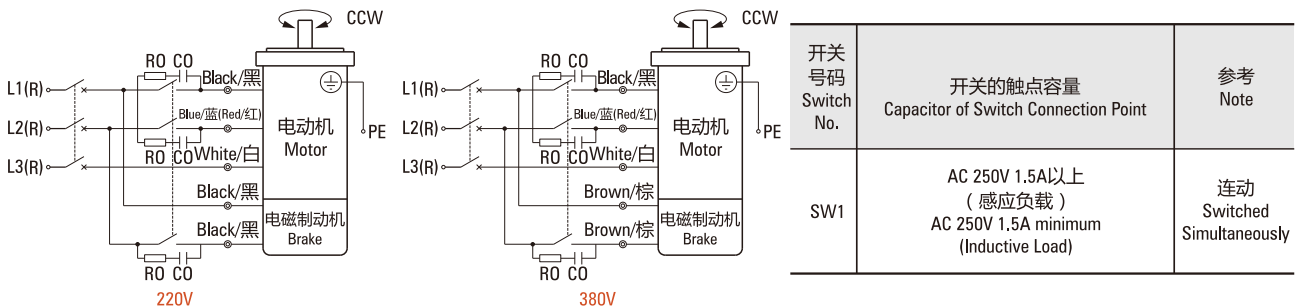 CCW
RO CO
Black/黑
L1(R)
Blue/蓝(Red/红)
L2(R)
电动机
Motor
PE
RO CO
White/白
L3(R)
Black/黑
电磁制动机
Brake
Black/黑
RO CO
220V
CCW
RO CO
Black/黑
L1(R)
Blue/蓝(Red/红)
L2(R)
电动机
Motor
PE
RO CO
White/白
L3(R)
Brown/棕
电磁制动机
Brake
Brown/棕
RO CO
380V
开关
号码
Switch
No.
开关的触点容量
Capacitor of Switch Connection Point
参考
Note
SW1
AC 250V 1.5A以上
(感应负载)
AC 250V 1.5A minimum
(Inductive Load)
连动
Switched
Simultaneously